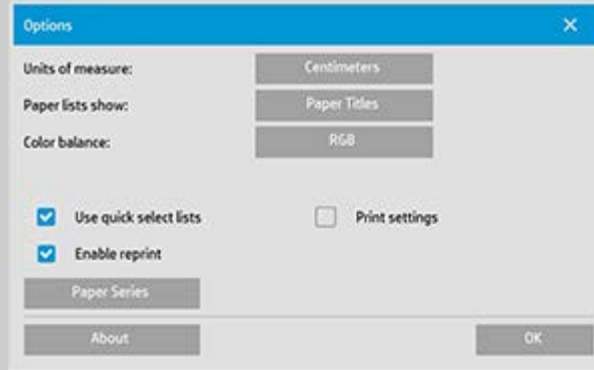 Options
Units of measure: Centimeters
Paper lists show: Paper Titles
Color balance: RGB
Use quick select lists Print settings
Enable reprint
Paper Series
About OK